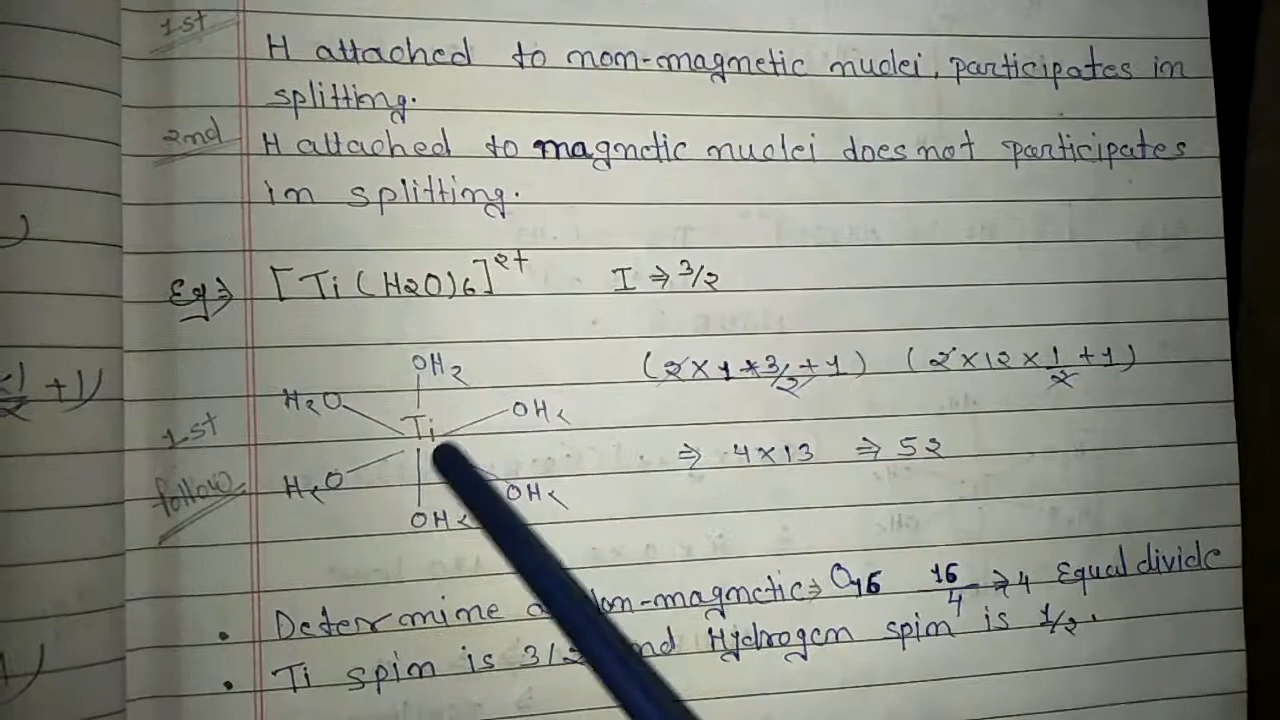 1st
H attached to non-magnetic nuclei, participates in
splitting.
2nd
H attached to magnetic nuclei does not participates
in splitting.
Eg⇒ [Ti(H2O)6]2+ I ⇒ 3/2
+1)
OH2
(2×1×3/2+1) (2×12×1/2+1)
H2O OH2
Ti
1st
⇒ 4×13 ⇒ 52
follow H2O OH2
OH2
• Determine Non-magnetic⇒ O16 16/4 ⇒ 4 Equal divide
• Ti spin is 3/2 and Hydrogen spin is 1/2.